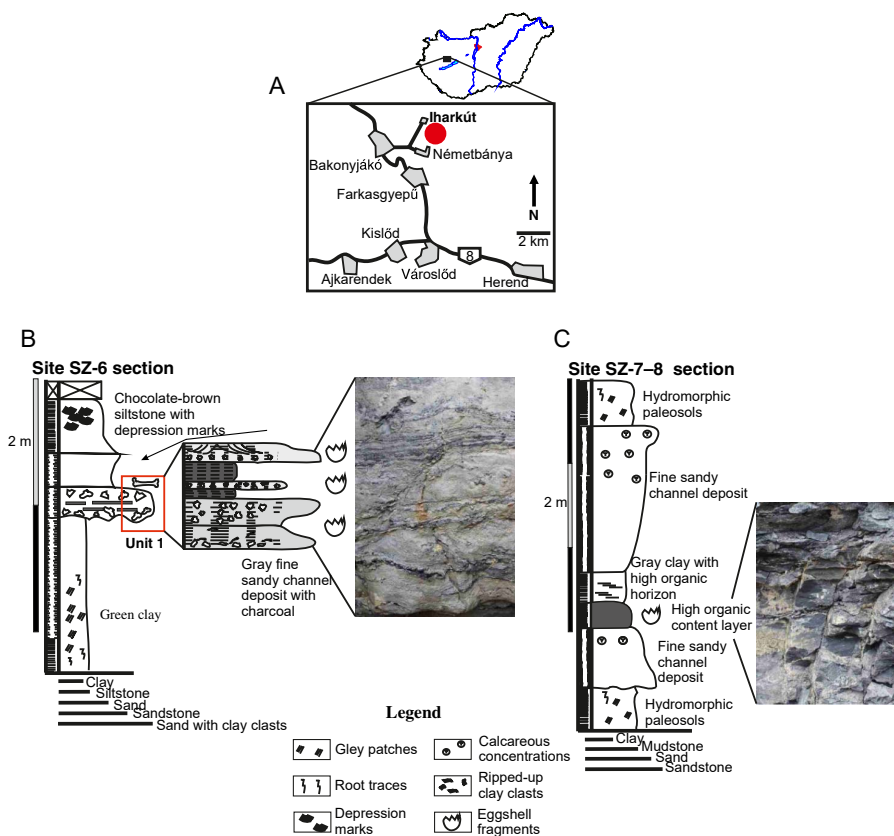 A
Iharkút
Németbánya
Bakonyjákó
Farkasgyepű
N
2 km
Kislőd
8
Ajkarendek
Városlőd
Herend
B
Site SZ-6 section
Chocolate-brown
siltstone with
depression marks
2 m
Unit 1
Gray fine
sandy channel
deposit with
charcoal
Green clay
Clay
Siltstone
Sand
Sandstone
Sand with clay clasts
C
Site SZ-7–8 section
Hydromorphic
paleosols
Fine sandy
channel deposit
2 m
Gray clay with
high organic
horizon
High organic
content layer
Fine sandy
channel
deposit
Hydromorphic
paleosols
Clay
Mudstone
Sand
Sandstone
Legend
Gley patches
Calcareous
concentrations
Root traces
Ripped-up
clay clasts
Depression
marks
Eggshell
fragments